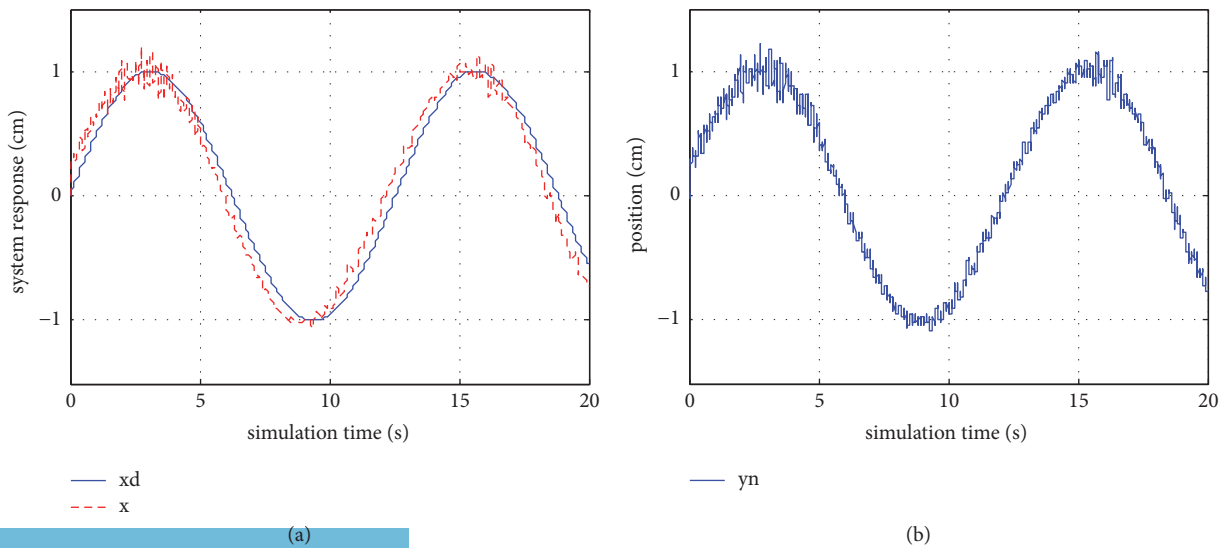 system response (cm)
1
0
−1
0 5 10 15 20
simulation time (s)
xd
x
(a)
position (cm)
1
0
−1
0 5 10 15 20
simulation time (s)
yn
(b)